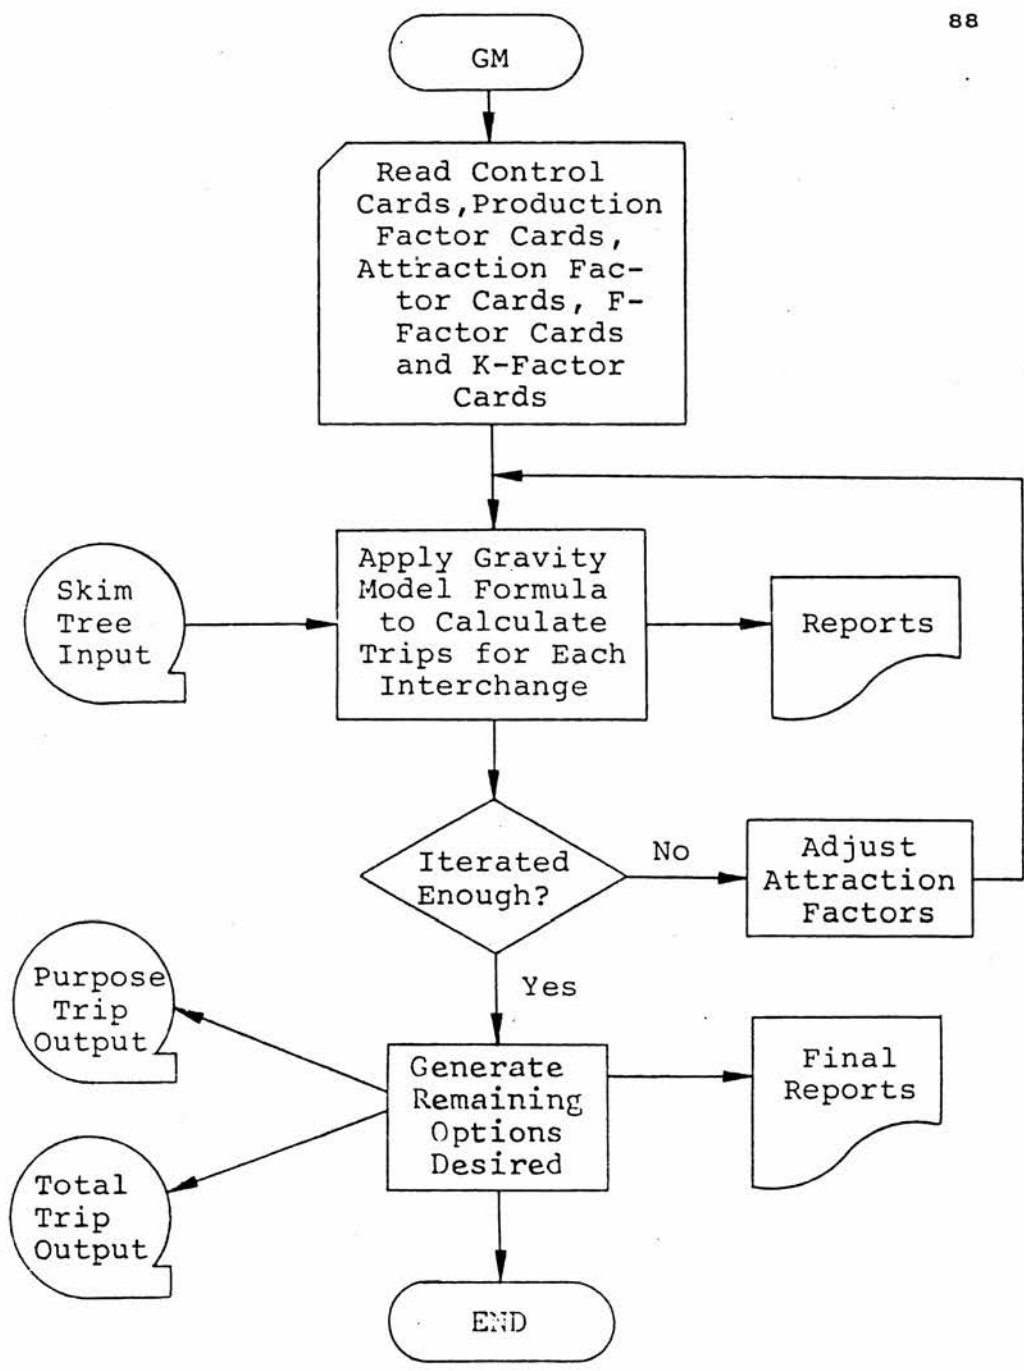 88
GM
Read Control
Cards,Production
Factor Cards,
Attraction Fac-
tor Cards, F-
Factor Cards
and K-Factor
Cards
Skim
Tree
Input
Apply Gravity
Model Formula
to Calculate
Trips for Each
Interchange
Reports
Iterated
Enough?
No
Adjust
Attraction
Factors
Yes
Purpose
Trip
Output
Generate
Remaining
Options
Desired
Final
Reports
Total
Trip
Output
END